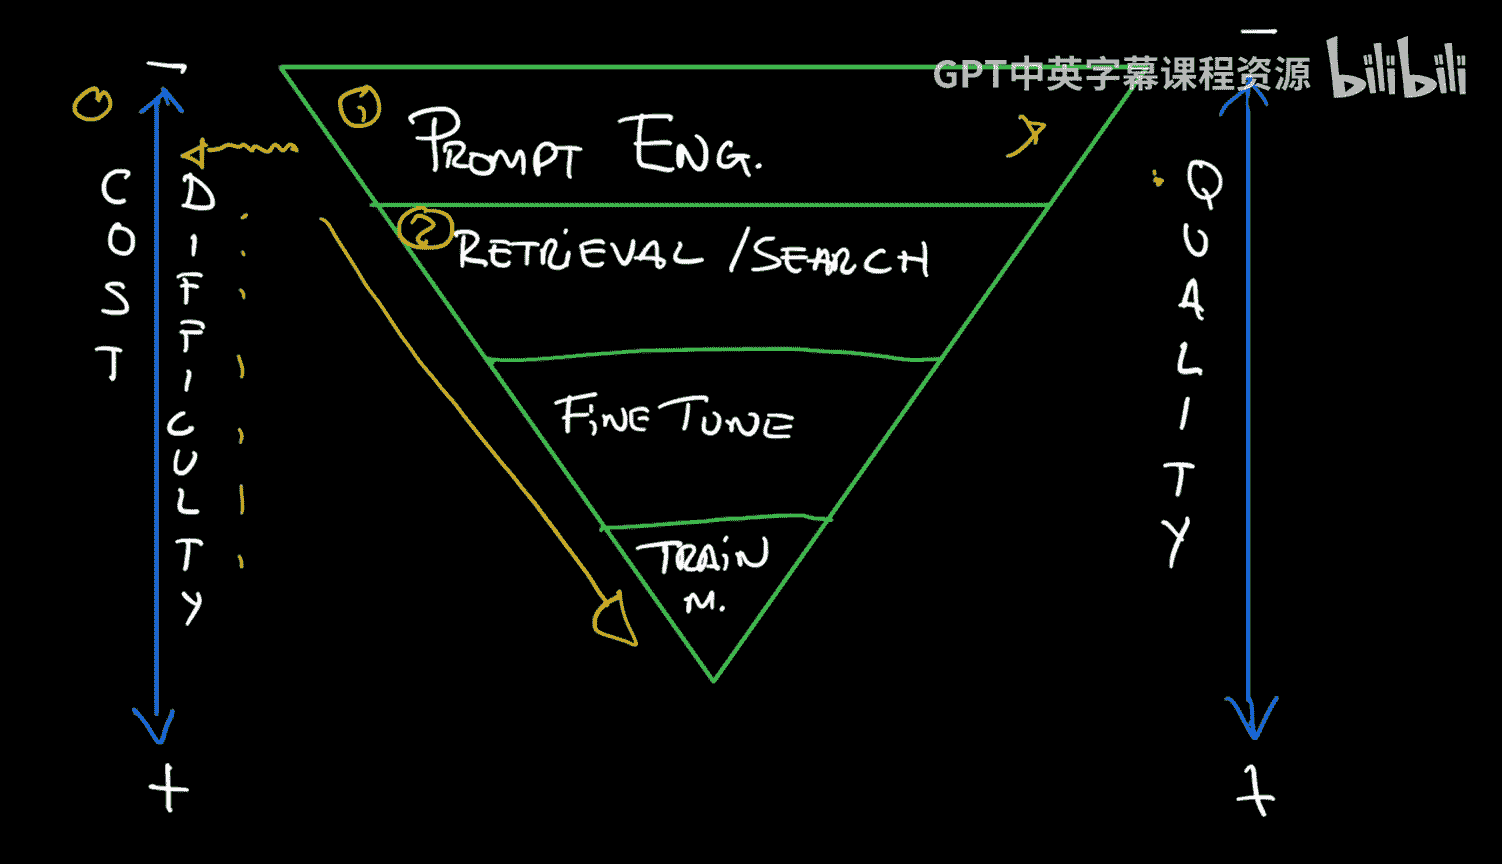 GPT中英字幕课程资源 bilibili
-
-
COST
DIFFICULTY
1
PROMPT ENG.
2
RETRIEVAL / SEARCH
FINE TUNE
TRAIN
M.
QUALITY
+
+